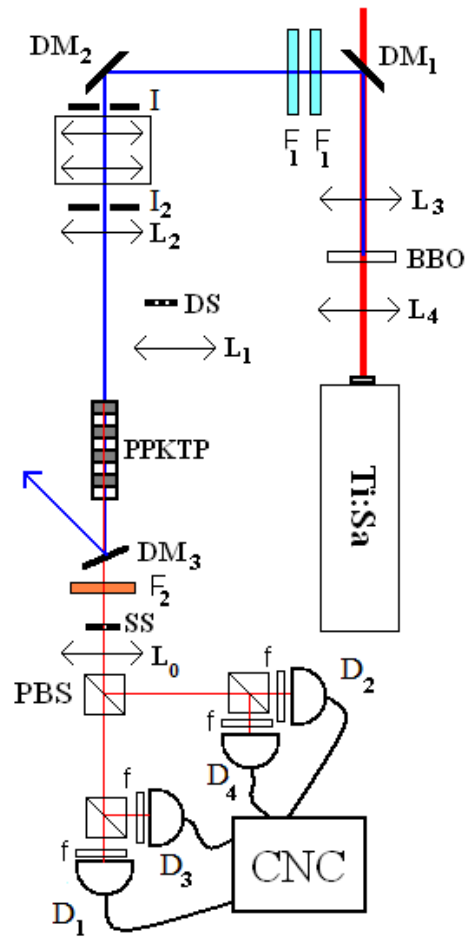 DM2
DM1
I
F1 F1
I2
L3
L2
BBO
DS
L4
L1
PPKTP
Ti:Sa
DM3
F2
SS
L0
f
D2
PBS
f
D4
f
f
D3
CNC
D1